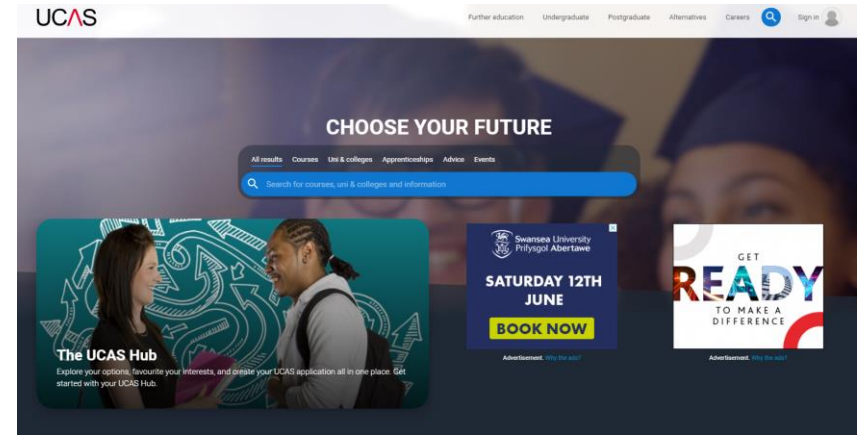 UCAS
Further education Undergraduate Postgraduate Alternatives Careers Sign in
CHOOSE YOUR FUTURE
All results Courses Uni & colleges Apprenticeships Advice Events
Search for courses, uni & colleges and information
The UCAS Hub
Explore your options, favourite your interests, and create your UCAS application all in one place. Get
started with your UCAS Hub.
Swansea University
Prifysgol Abertawe
SATURDAY 12TH
JUNE
BOOK NOW
Advertisement. Why the ads?
GET
READY
TO MAKE A
DIFFERENCE
Advertisement. Why the ads?